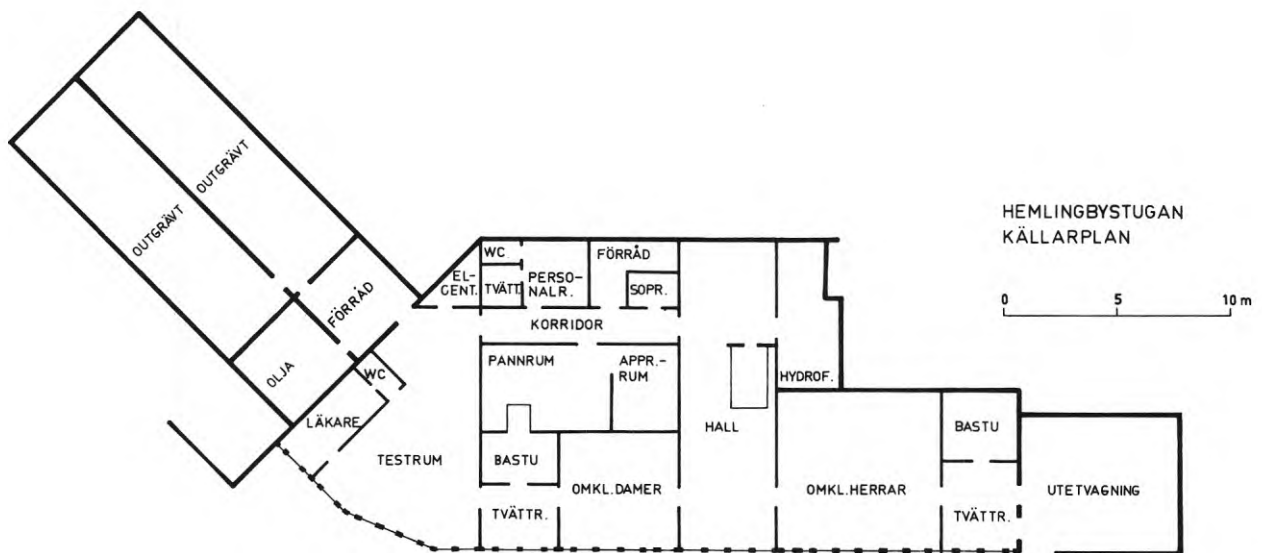 HEMLINGBYSTUGAN
KÄLLARPLAN
0 5 10 m
OUTGRÄVT
OUTGRÄVT
FÖRRÅD
OLJA
WC
LÄKARE
TESTRUM
EL-
CENT.
WC
TVÄTT.
PERSO-
NALR.
FÖRRÅD
SOPR.
KORRIDOR
PANNRUM
APPR.-
RUM
HYDROF.
HALL
BASTU
OMKL.DAMER
TVÄTTR.
OMKL.HERRAR
BASTU
TVÄTTR.
UTETVAGNING